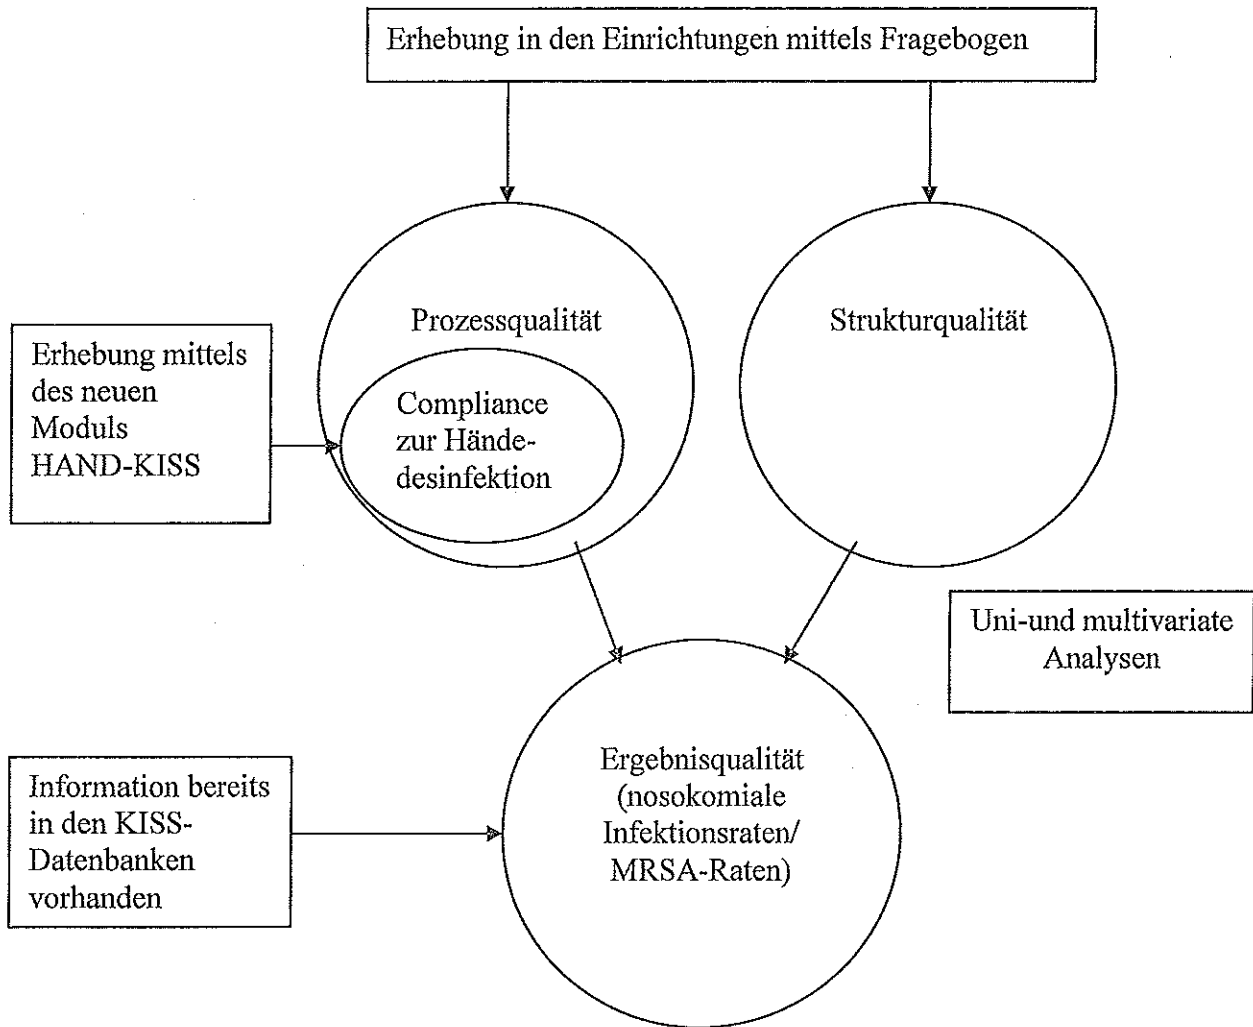 Erhebung in den Einrichtungen mittels Fragebogen
Prozessqualität
Strukturqualität
Erhebung mittels
des neuen
Moduls
HAND-KISS
Compliance
zur Hände-
desinfektion
Uni-und multivariate
Analysen
Ergebnisqualität
(nosokomiale
Infektionsraten/
MRSA-Raten)
Information bereits
in den KISS-
Datenbanken
vorhanden